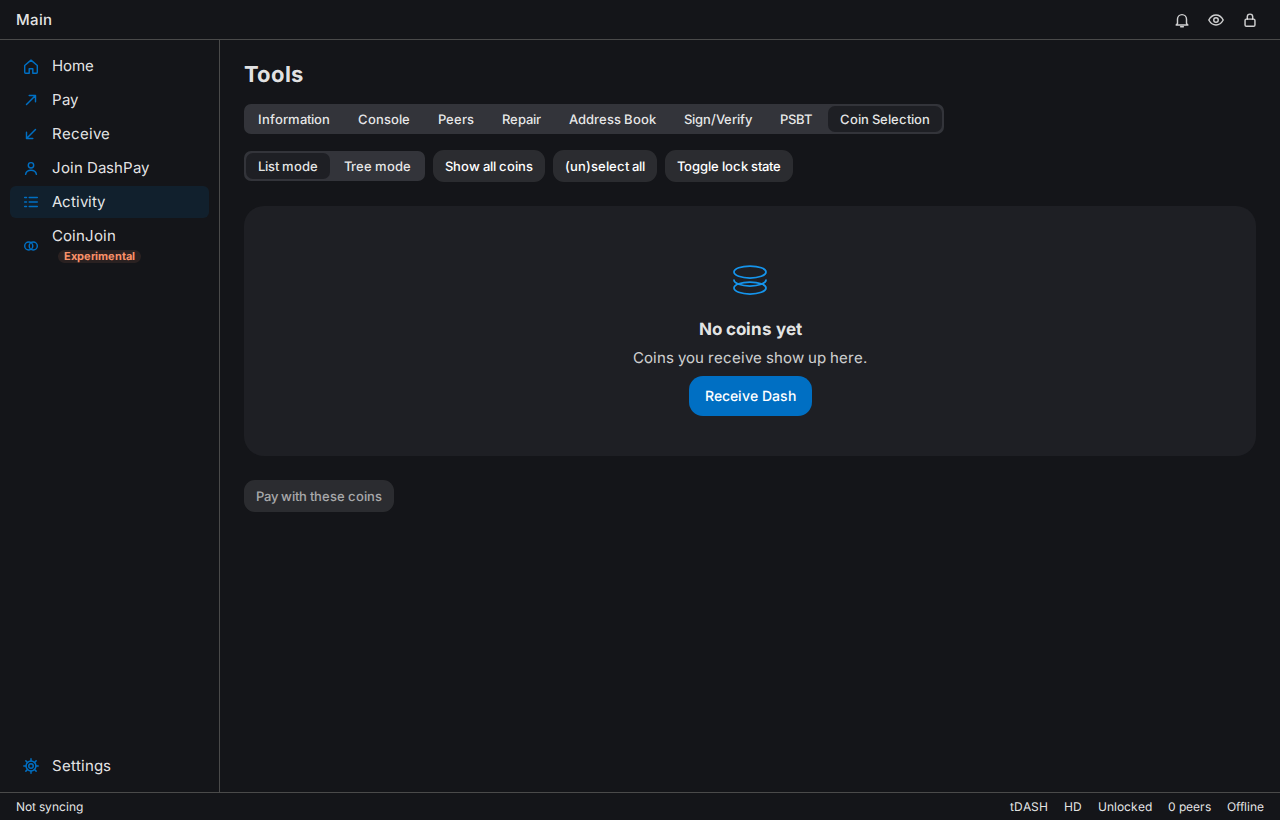 Main
Home
Pay
Receive
Join DashPay
Activity
CoinJoin
Experimental
Settings
Tools
Information Console Peers Repair Address Book Sign/Verify PSBT Coin Selection
List mode Tree mode Show all coins (un)select all Toggle lock state
No coins yet
Coins you receive show up here.
Receive Dash
Pay with these coins
Not syncing tDASH HD Unlocked 0 peers Offline